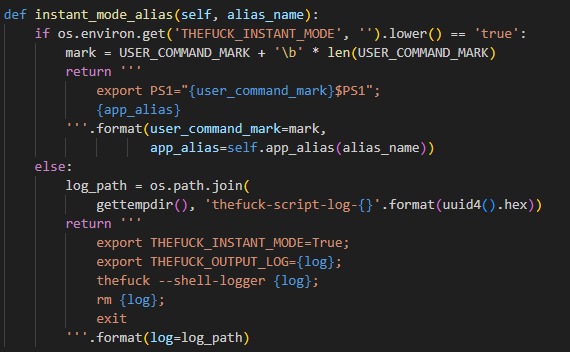 def instant_mode_alias(self, alias_name):
    if os.environ.get('THEFUCK_INSTANT_MODE', '').lower() == 'true':
        mark = USER_COMMAND_MARK + '\b' * len(USER_COMMAND_MARK)
        return '''
            export PS1="{user_command_mark}$PS1";
            {app_alias}
        '''.format(user_command_mark=mark,
                   app_alias=self.app_alias(alias_name))
    else:
        log_path = os.path.join(
            gettempdir(), 'thefuck-script-log-{}'.format(uuid4().hex))
        return '''
            export THEFUCK_INSTANT_MODE=True;
            export THEFUCK_OUTPUT_LOG={log};
            thefuck --shell-logger {log};
            rm {log};
            exit
        '''.format(log=log_path)